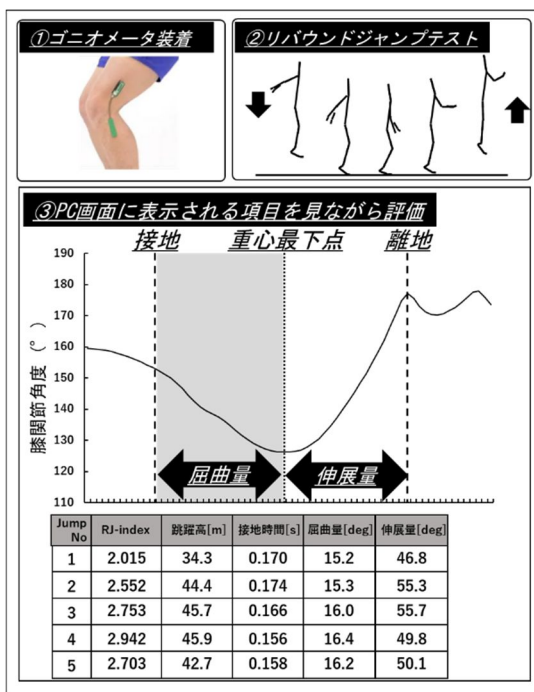 ①ゴニオメータ装着
②リバウンドジャンプテスト
③PC画面に表示される項目を見ながら評価
接地 重心最下点 離地
190
180
170
160
150
140
130
120
110
膝関節角度（°）
屈曲量 伸展量
Jump No RJ-index 跳躍高[m] 接地時間[s] 屈曲量[deg] 伸展量[deg]
1 2.015 34.3 0.170 15.2 46.8
2 2.552 44.4 0.174 15.3 55.3
3 2.753 45.7 0.166 16.0 55.7
4 2.942 45.9 0.156 16.4 49.8
5 2.703 42.7 0.158 16.2 50.1